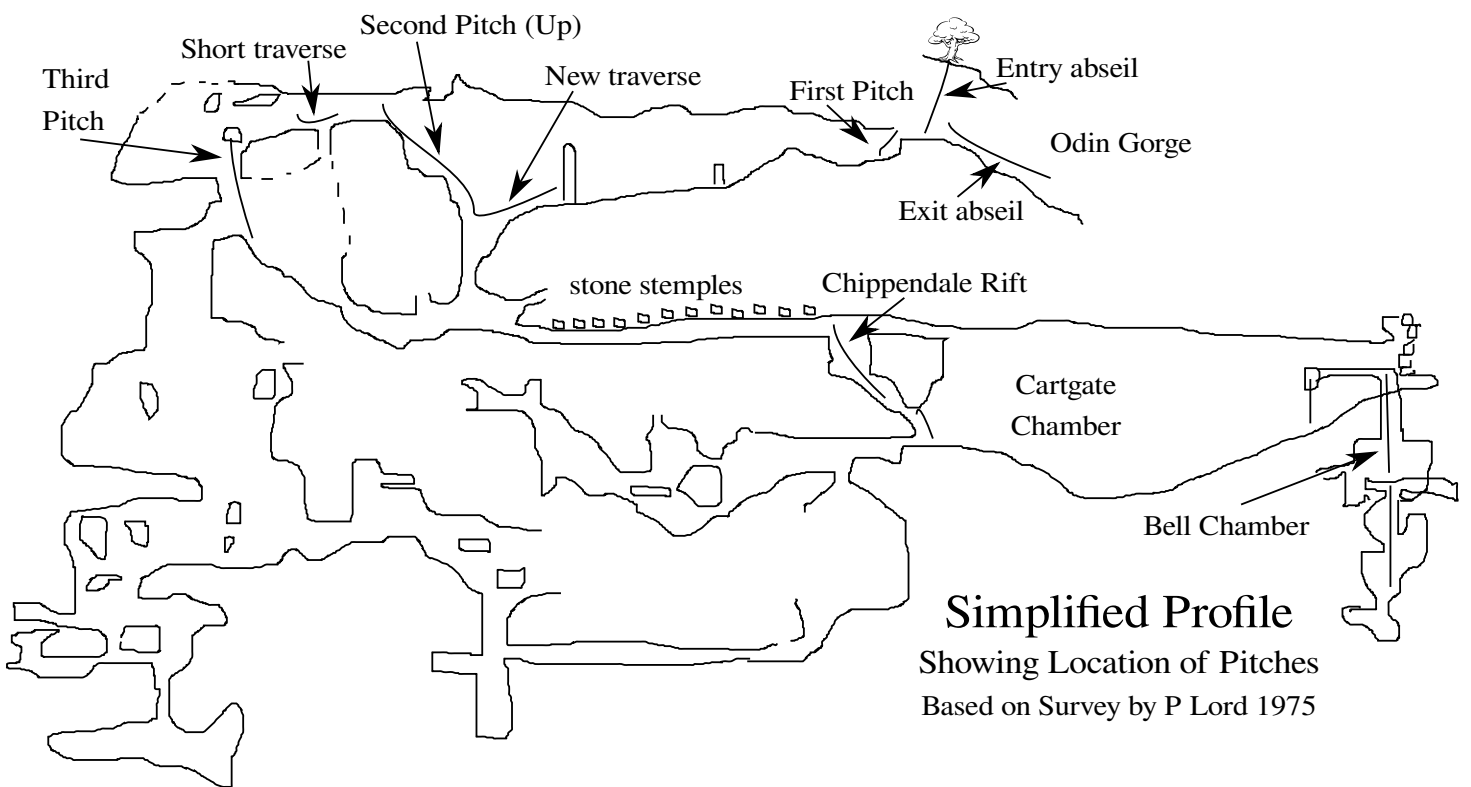 Second Pitch (Up)
Short traverse
Third
Pitch
New traverse
First Pitch
Entry abseil
Odin Gorge
Exit abseil
stone stemples
Chippendale Rift
Cartgate
Chamber
Bell Chamber
Simplified Profile
Showing Location of Pitches
Based on Survey by P Lord 1975